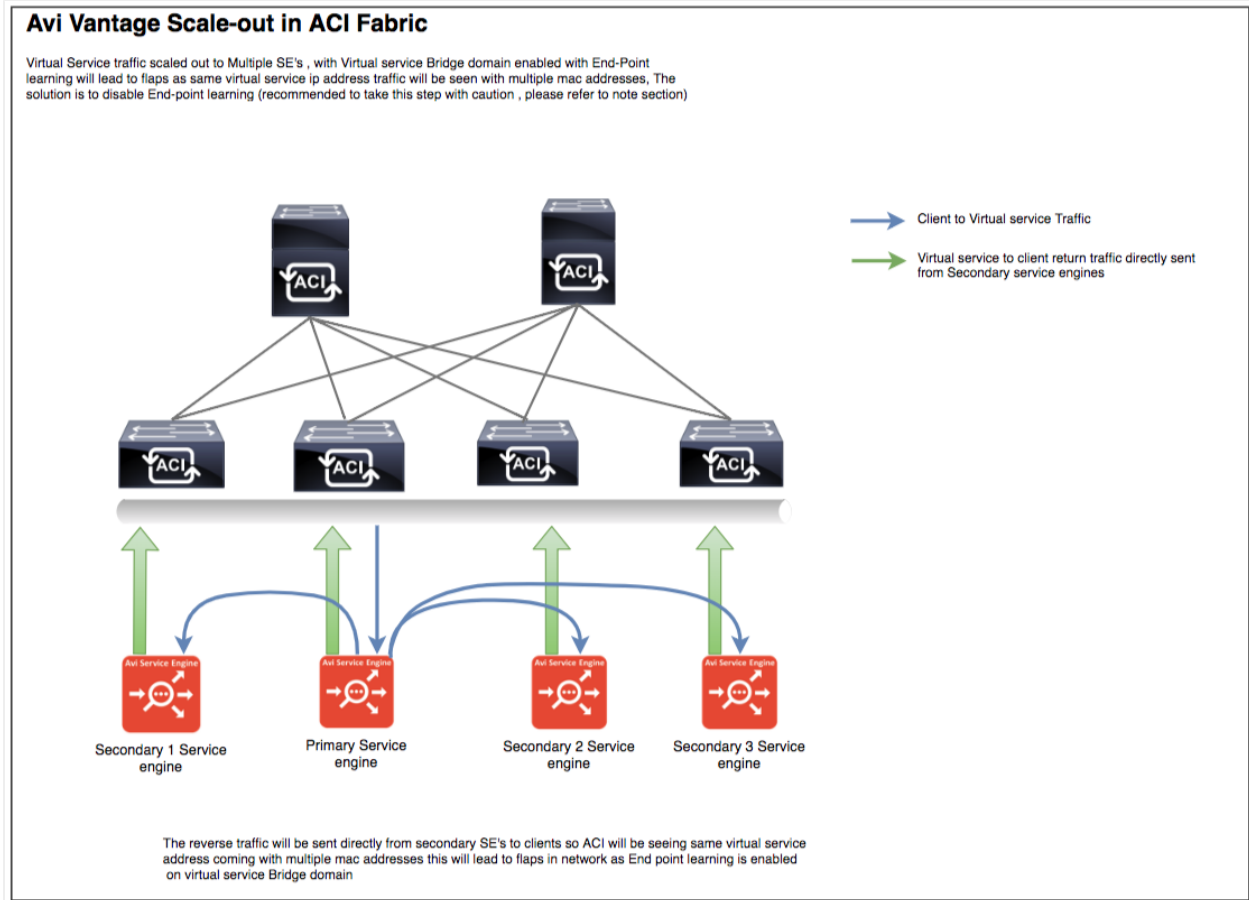 Avi Vantage Scale-out in ACI Fabric
Virtual Service traffic scaled out to Multiple SE's , with Virtual service Bridge domain enabled with End-Point
learning will lead to flaps as same virtual service ip address traffic will be seen with multiple mac addresses, The
solution is to disable End-point learning (recommended to take this step with caution , please refer to note section)
Client to Virtual service Traffic
Virtual service to client return traffic directly sent
from Secondary service engines
ACI
ACI
ACI
ACI
ACI
ACI
Avi Service Engine
Avi Service Engine
Avi Service Engine
Avi Service Engine
Secondary 1 Service
engine
Primary Service
engine
Secondary 2 Service
engine
Secondary 3 Service
engine
The reverse traffic will be sent directly from secondary SE's to clients so ACI will be seeing same virtual service
address coming with multiple mac addresses this will lead to flaps in network as End point learning is enabled
on virtual service Bridge domain